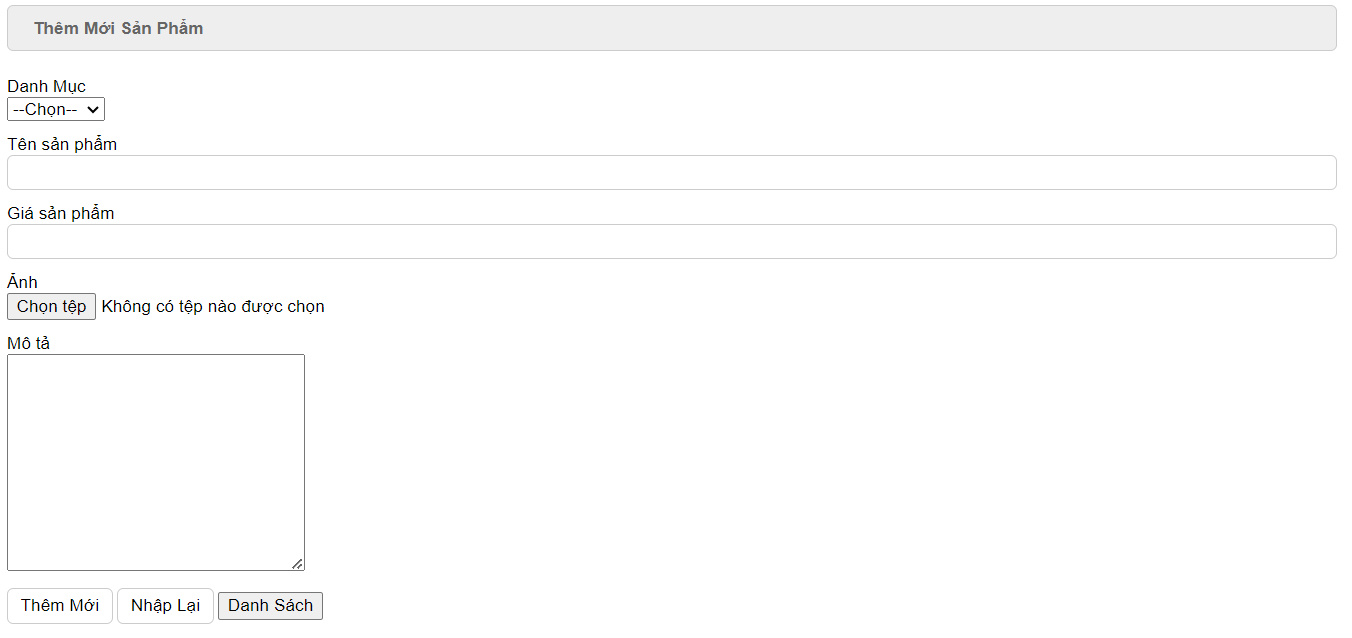 Thêm Mới Sản Phẩm
Danh Mục
--Chọn--
Tên sản phẩm
Giá sản phẩm
Ảnh
Chọn tệp Không có tệp nào được chọn
Mô tả
Thêm Mới Nhập Lại Danh Sách